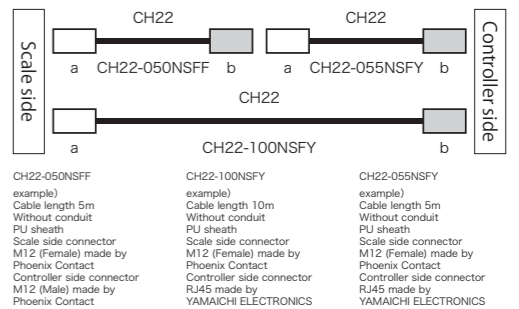 CH22 CH22
Scale side
Controller side
a CH22-050NSFF b a CH22-055NSFY b
CH22
a CH22-100NSFY b
CH22-050NSFF
example)
Cable length 5m
Without conduit
PU sheath
Scale side connector
M12 (Female) made by
Phoenix Contact
Controller side connector
M12 (Male) made by
Phoenix Contact
CH22-100NSFY
example)
Cable length 10m
Without conduit
PU sheath
Scale side connector
M12 (Female) made by
Phoenix Contact
Controller side connector
RJ45 made by
YAMAICHI ELECTRONICS
CH22-055NSFY
example)
Cable length 5m
Without conduit
PU sheath
Scale side connector
M12 (Female) made by
Phoenix Contact
Controller side connector
RJ45 made by
YAMAICHI ELECTRONICS